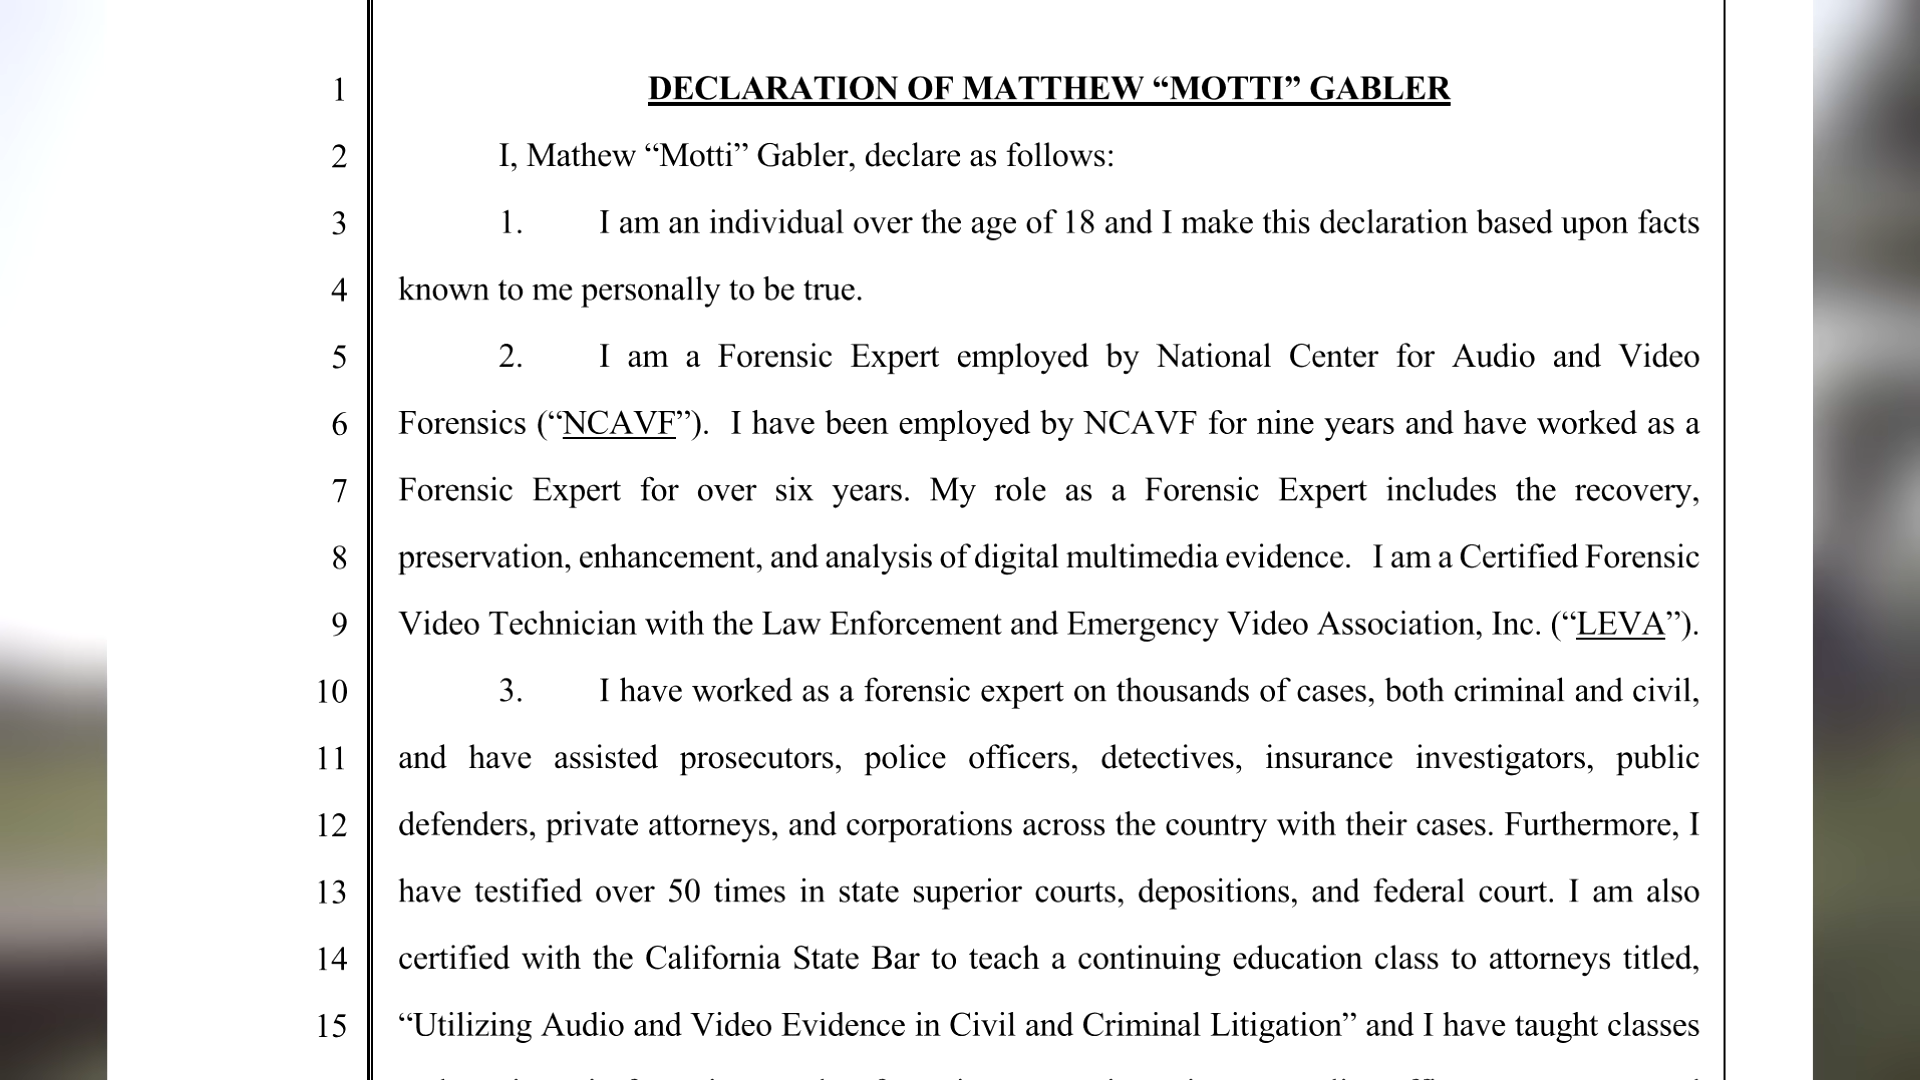 1 DECLARATION OF MATTHEW “MOTTI” GABLER
2 I, Mathew “Motti” Gabler, declare as follows:
3 1. I am an individual over the age of 18 and I make this declaration based upon facts
4 known to me personally to be true.
5 2. I am a Forensic Expert employed by National Center for Audio and Video
6 Forensics (“NCAVF”). I have been employed by NCAVF for nine years and have worked as a
7 Forensic Expert for over six years. My role as a Forensic Expert includes the recovery,
8 preservation, enhancement, and analysis of digital multimedia evidence. I am a Certified Forensic
9 Video Technician with the Law Enforcement and Emergency Video Association, Inc. (“LEVA”).
10 3. I have worked as a forensic expert on thousands of cases, both criminal and civil,
11 and have assisted prosecutors, police officers, detectives, insurance investigators, public
12 defenders, private attorneys, and corporations across the country with their cases. Furthermore, I
13 have testified over 50 times in state superior courts, depositions, and federal court. I am also
14 certified with the California State Bar to teach a continuing education class to attorneys titled,
15 “Utilizing Audio and Video Evidence in Civil and Criminal Litigation” and I have taught classes